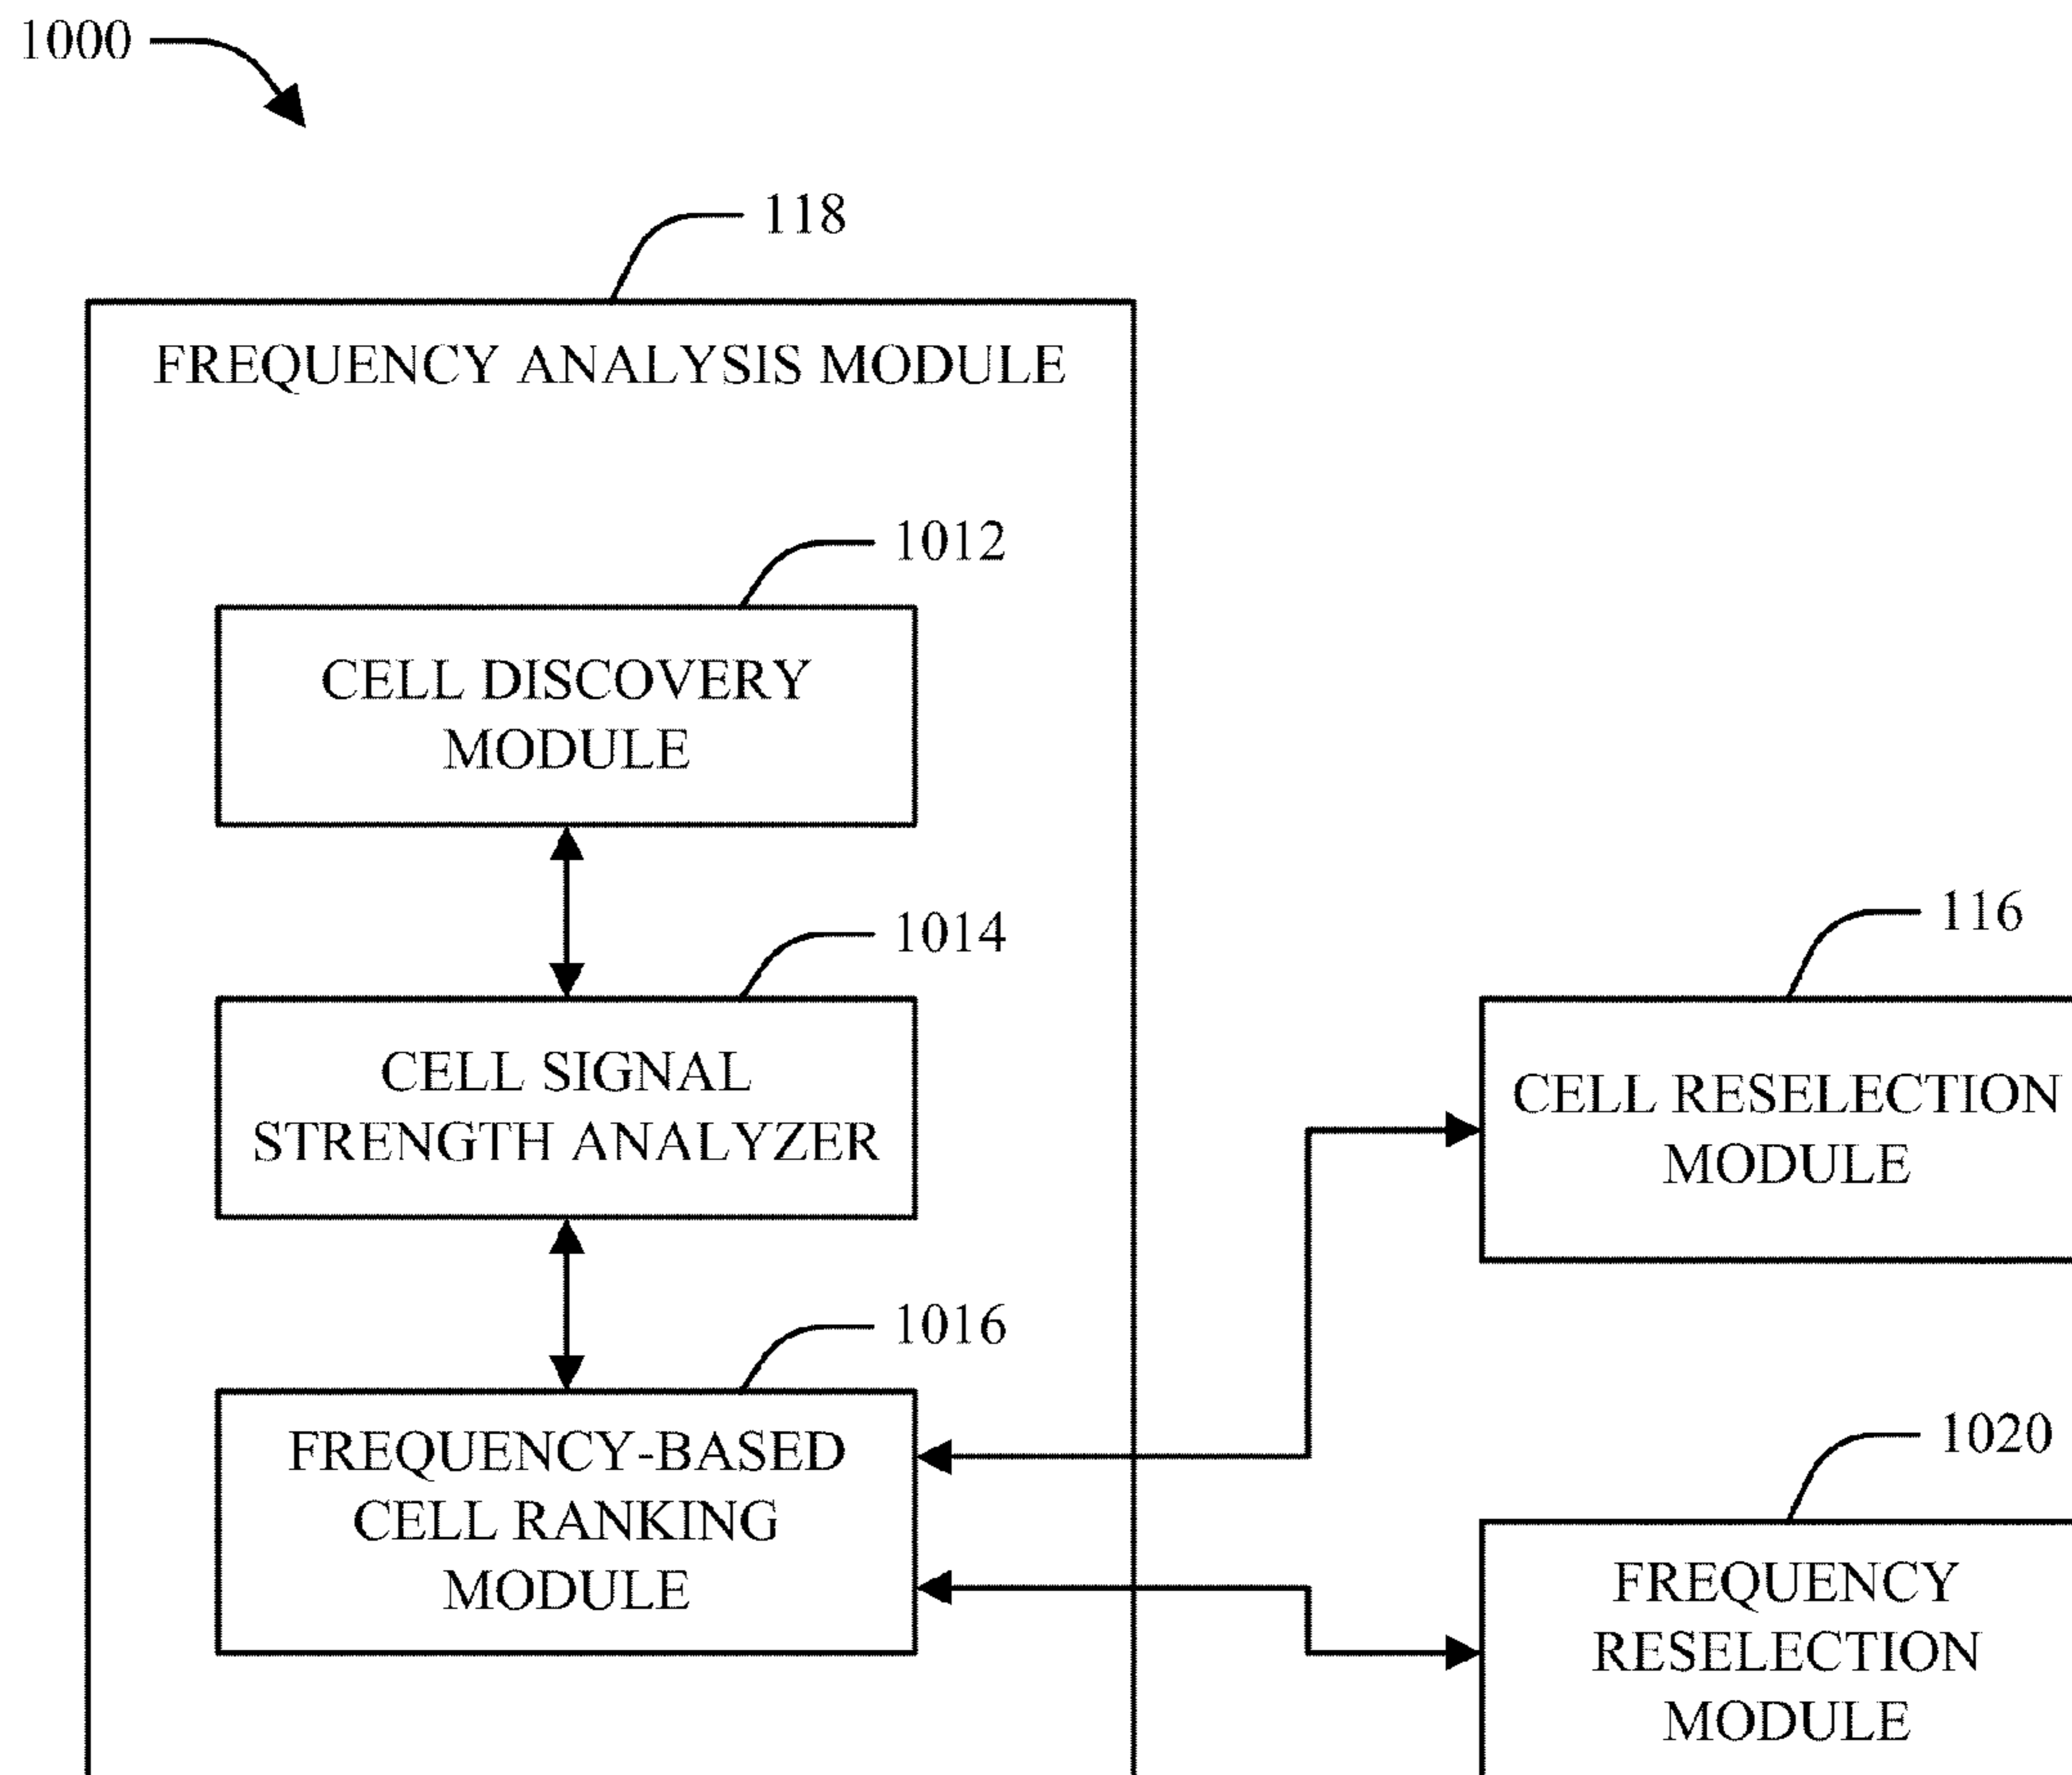 1000
118
FREQUENCY ANALYSIS MODULE
1012
CELL DISCOVERY
MODULE
1014
CELL SIGNAL
STRENGTH ANALYZER
1016
FREQUENCY-BASED
CELL RANKING
MODULE
116
CELL RESELECTION
MODULE
1020
FREQUENCY
RESELECTION
MODULE